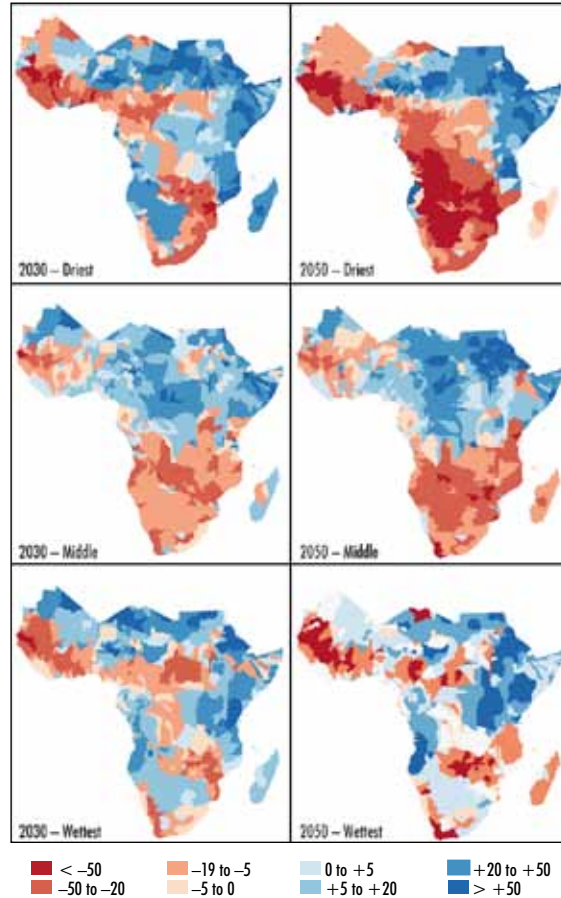 2030 – Driest
2050 – Driest
2030 – Middle
2050 – Middle
2030 – Wettest
2050 – Wettest
< –50
–19 to –5
0 to +5
+20 to +50
–50 to –20
–5 to 0
+5 to +20
> +50